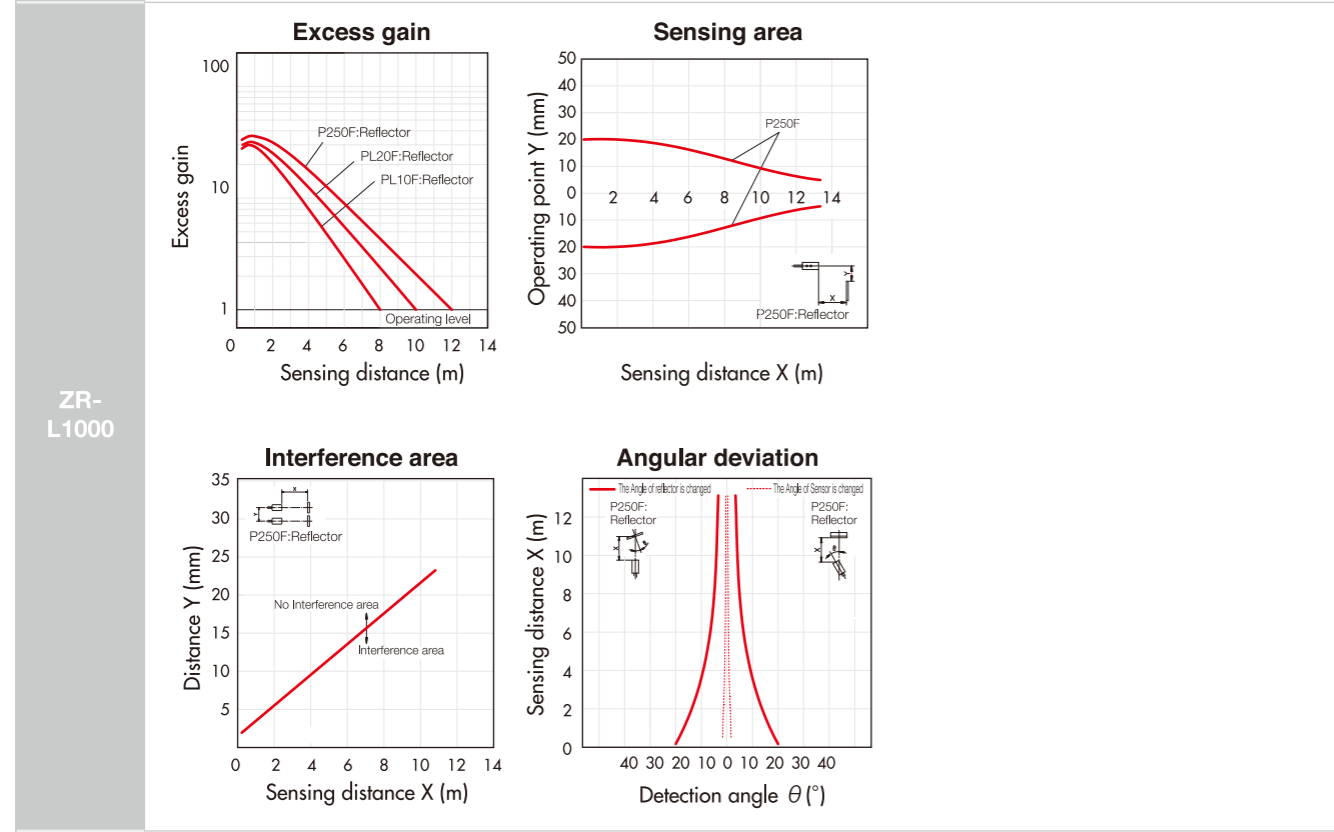 ZR-
L1000
Excess gain
100
10
1
Excess gain
P250F:Reflector
PL20F:Reflector
PL10F:Reflector
Operating level
0 2 4 6 8 10 12 14
Sensing distance (m)
Sensing area
50
40
30
20
10
0
10
20
30
40
50
Operating point Y (mm)
P250F
2 4 6 8 10 12 14
Y
X
P250F:Reflector
Sensing distance X (m)
Interference area
35
30
25
20
15
10
5
Distance Y (mm)
X
Y
P250F:Reflector
No Interference area
Interference area
0 2 4 6 8 10 12 14
Sensing distance X (m)
Angular deviation
The Angle of reflector is changed
The Angle of Sensor is changed
P250F:
Reflector
X
θ
P250F:
Reflector
X
θ
12
10
8
6
4
2
0
Sensing distance X (m)
40 30 20 10 0 10 20 30 40
Detection angle θ (°)